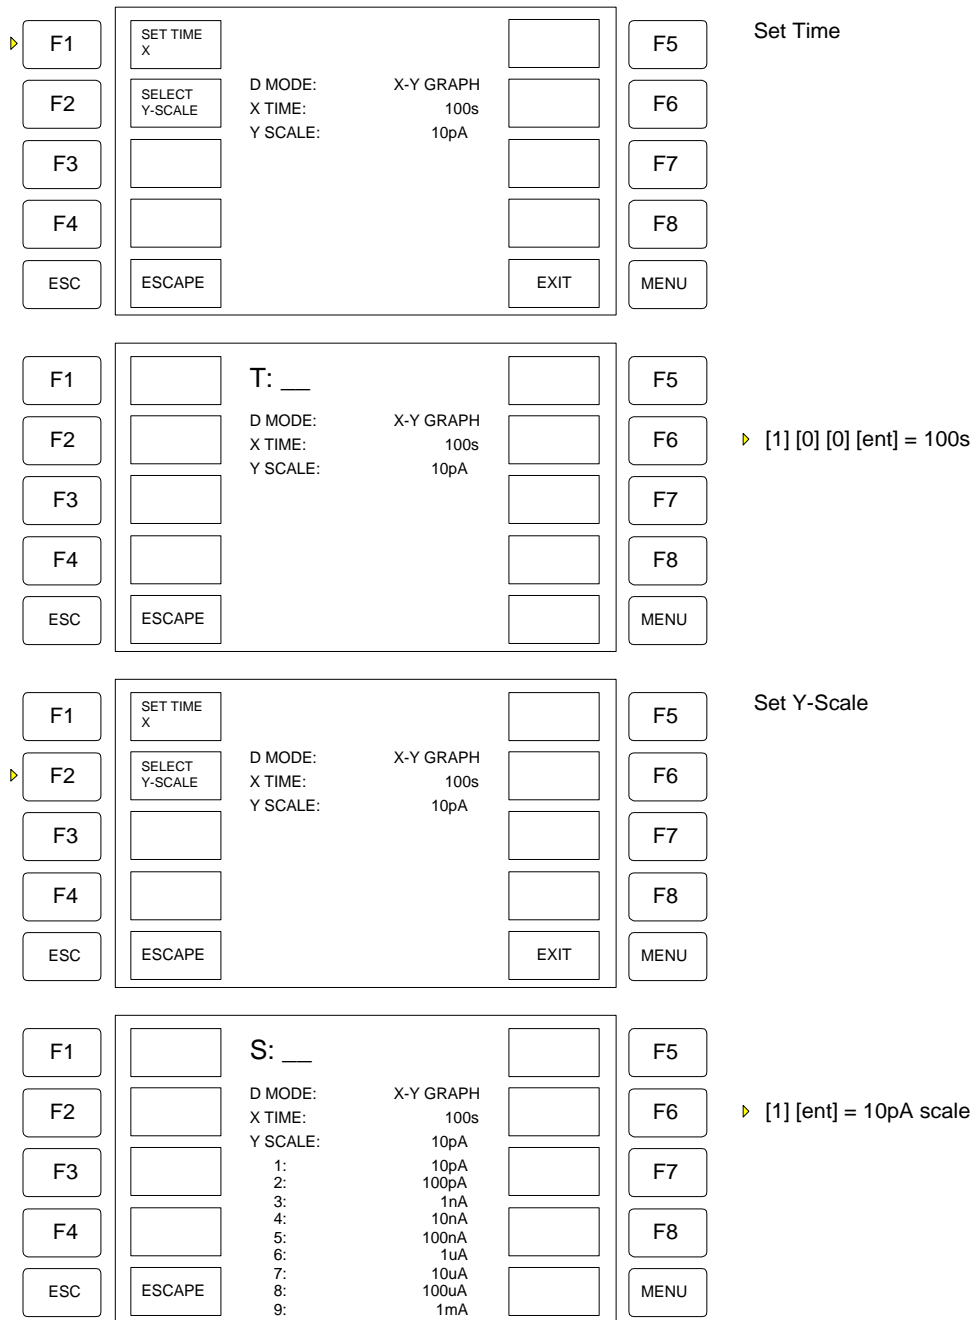 F1 SET TIME X F5 Set Time
F2 SELECT Y-SCALE D MODE: X-Y GRAPH F6
X TIME: 100s
Y SCALE: 10pA
F3 F7
F4 F8
ESC ESCAPE EXIT MENU
F1 T: __ F5
D MODE: X-Y GRAPH
F2 X TIME: 100s F6 [1] [0] [0] [ent] = 100s
Y SCALE: 10pA
F3 F7
F4 F8
ESC ESCAPE MENU
F1 SET TIME X F5 Set Y-Scale
F2 SELECT Y-SCALE D MODE: X-Y GRAPH F6
X TIME: 100s
Y SCALE: 10pA
F3 F7
F4 F8
ESC ESCAPE EXIT MENU
F1 S: __ F5
D MODE: X-Y GRAPH
F2 X TIME: 100s F6 [1] [ent] = 10pA scale
Y SCALE: 10pA
1: 10pA
F3 F7
2: 100pA
3: 1nA
4: 10nA
F4 F8
5: 100nA
6: 1uA
7: 10uA
ESC ESCAPE 8: 100uA MENU
9: 1mA